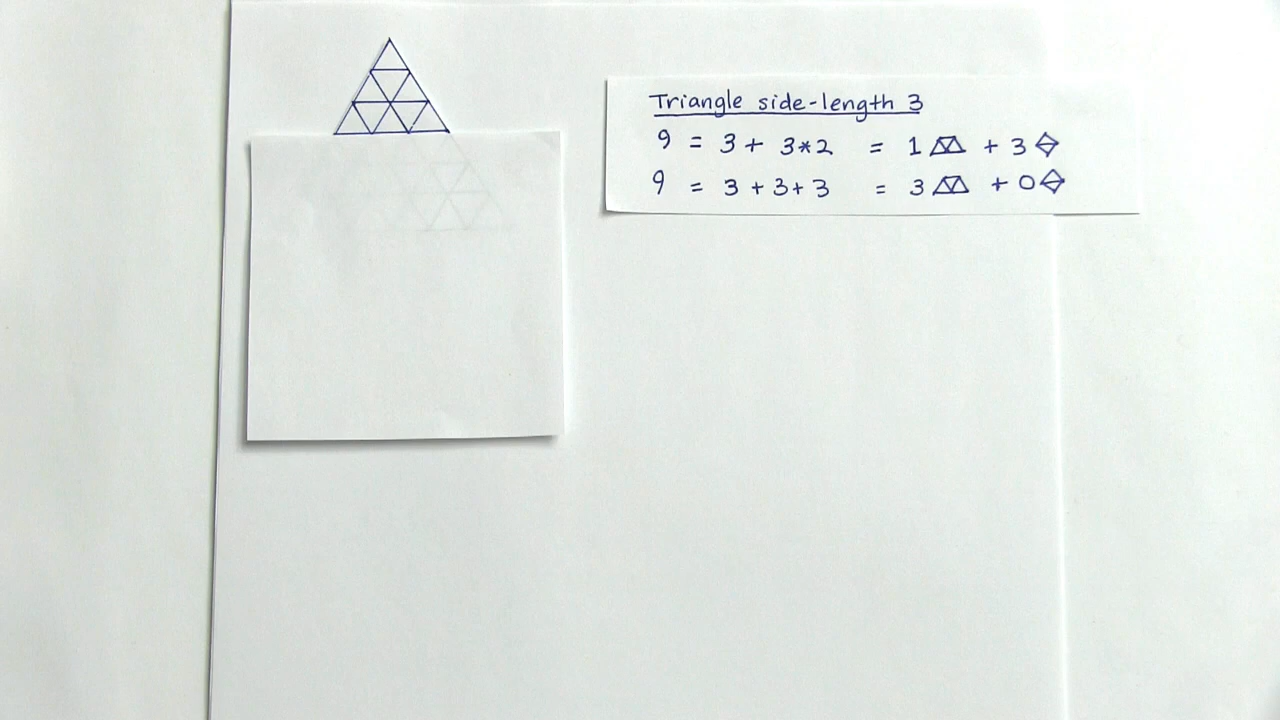 Triangle side-length 3
9 = 3 + 3*2 = 1 + 3
9 = 3 + 3 + 3 = 3 + 0